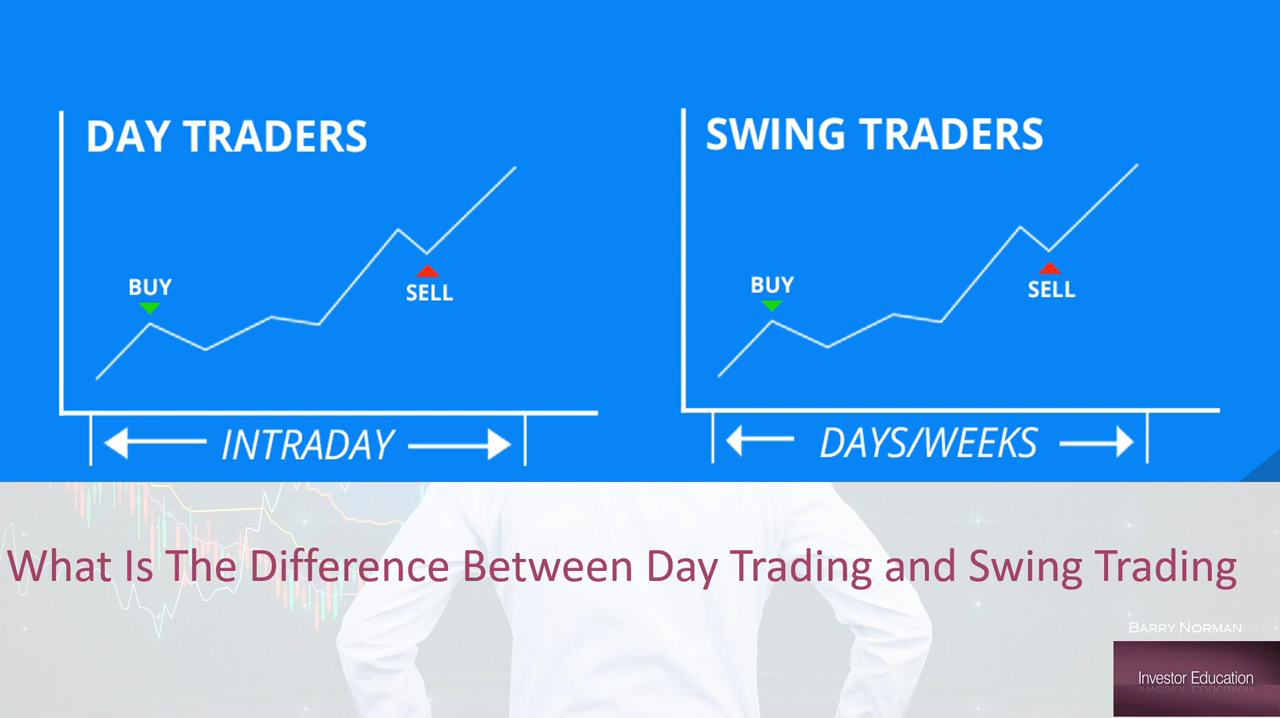 DAY TRADERS
BUY
SELL
INTRADAY
SWING TRADERS
BUY
SELL
DAYS/WEEKS
What Is The Difference Between Day Trading and Swing Trading
Barry Norman
Investor Education